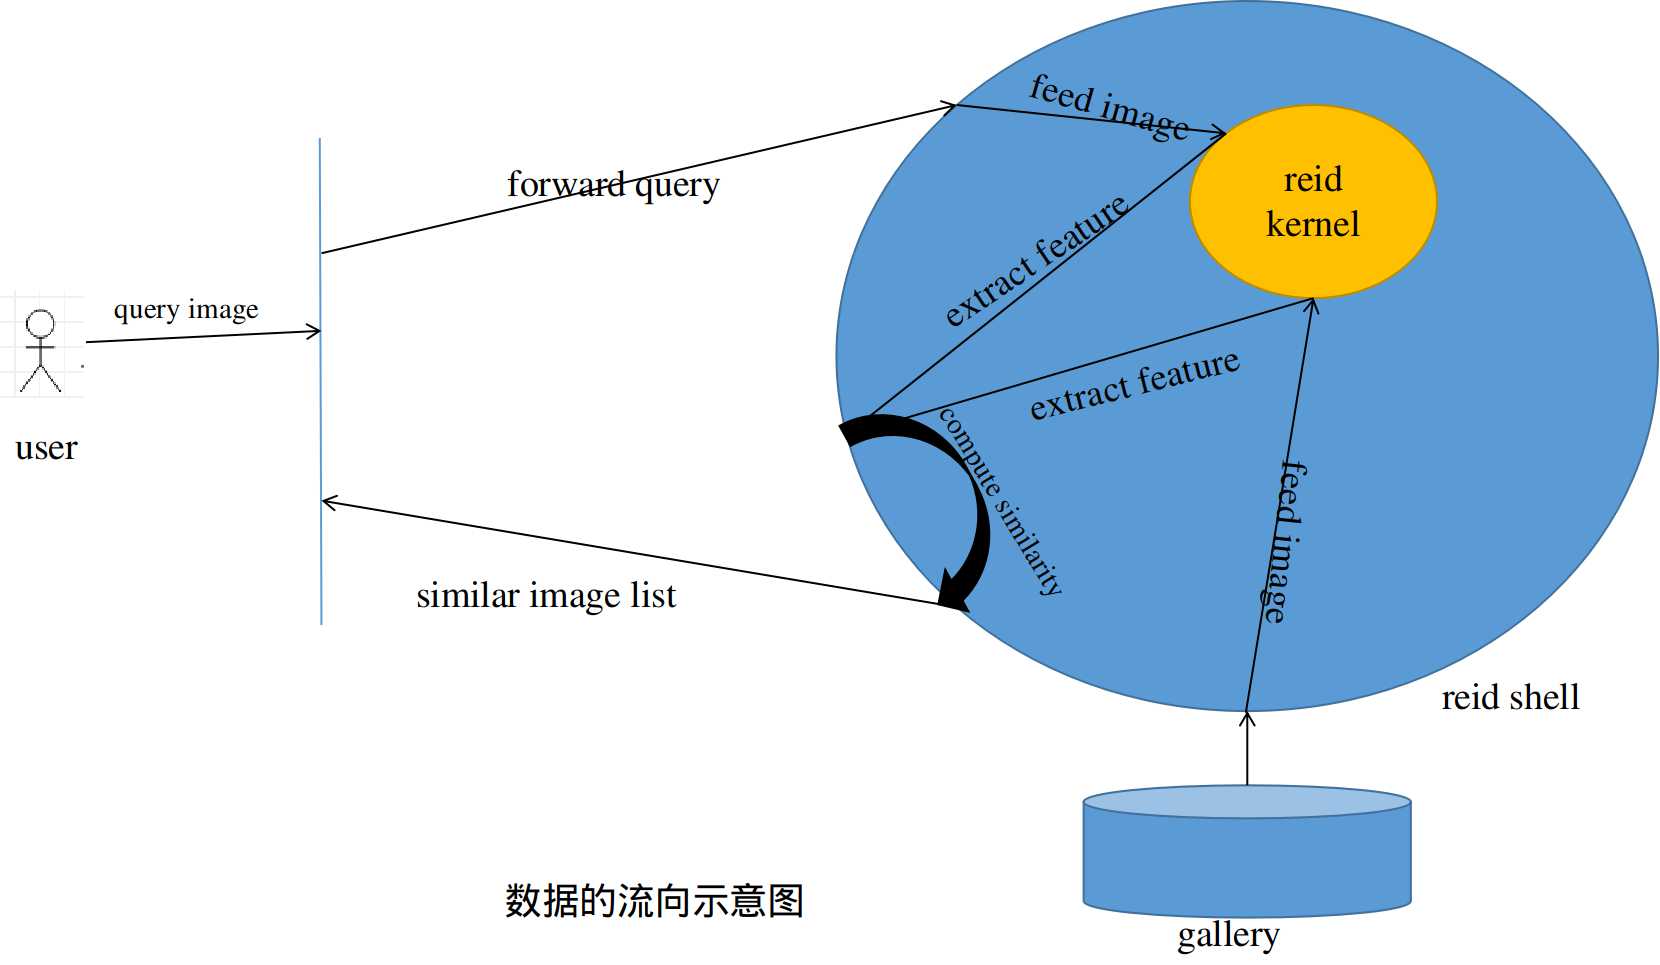 feed image
reid
kernel
forward query
extract feature
query image
extract feature
user
compute similarity
feed image
similar image list
reid shell
数据的流向示意图
gallery